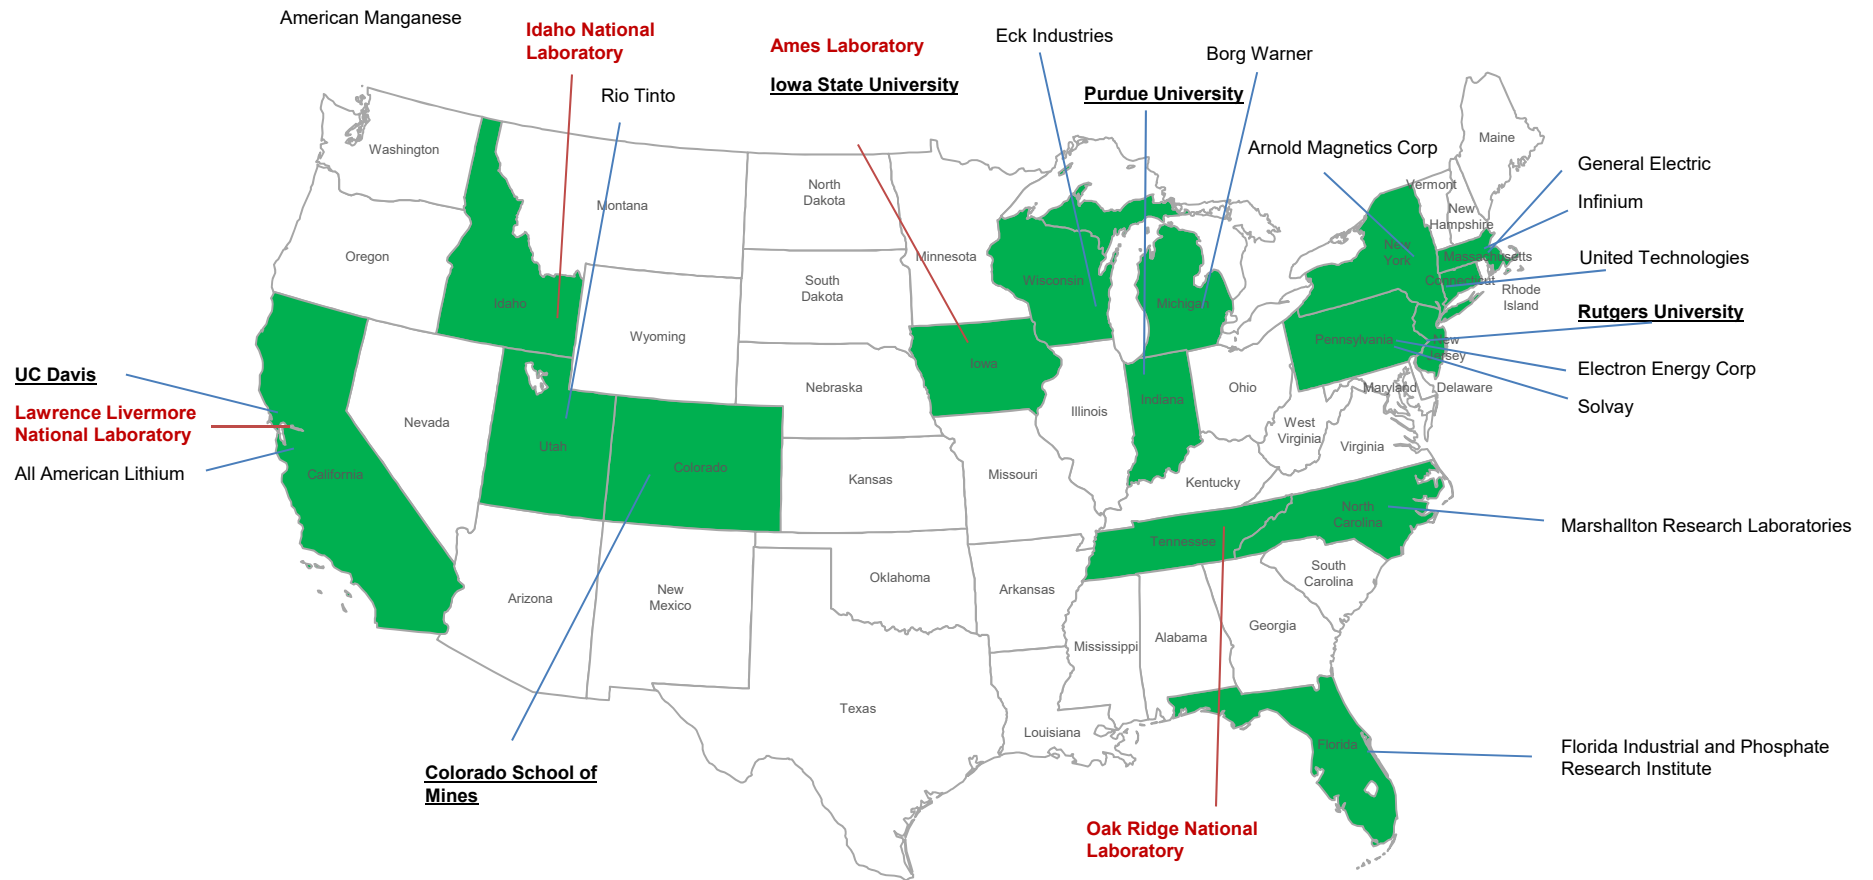 American Manganese
Idaho National
Laboratory
Ames Laboratory
Iowa State University
Eck Industries
Borg Warner
Rio Tinto
Purdue University
Arnold Magnetics Corp
General Electric
Infinium
United Technologies
Rutgers University
Electron Energy Corp
Solvay
Marshallton Research Laboratories
Florida Industrial and Phosphate
Research Institute
Oak Ridge National
Laboratory
Colorado School of
Mines
UC Davis
Lawrence Livermore
National Laboratory
All American Lithium
Washington
Oregon
Idaho
Montana
North
Dakota
South
Dakota
Minnesota
Wisconsin
Michigan
Wyoming
Nebraska
Iowa
Nevada
Utah
Colorado
California
Kansas
Missouri
Illinois
Indiana
Ohio
Kentucky
West
Virginia
Virginia
Maryland
Delaware
Pennsylvania
New
Jersey
New
York
Vermont
New
Hampshire
Maine
Massachusetts
Connecticut
Rhode
Island
North
Carolina
South
Carolina
Tennessee
Arizona
New
Mexico
Oklahoma
Arkansas
Texas
Louisiana
Mississippi
Alabama
Georgia
Florida